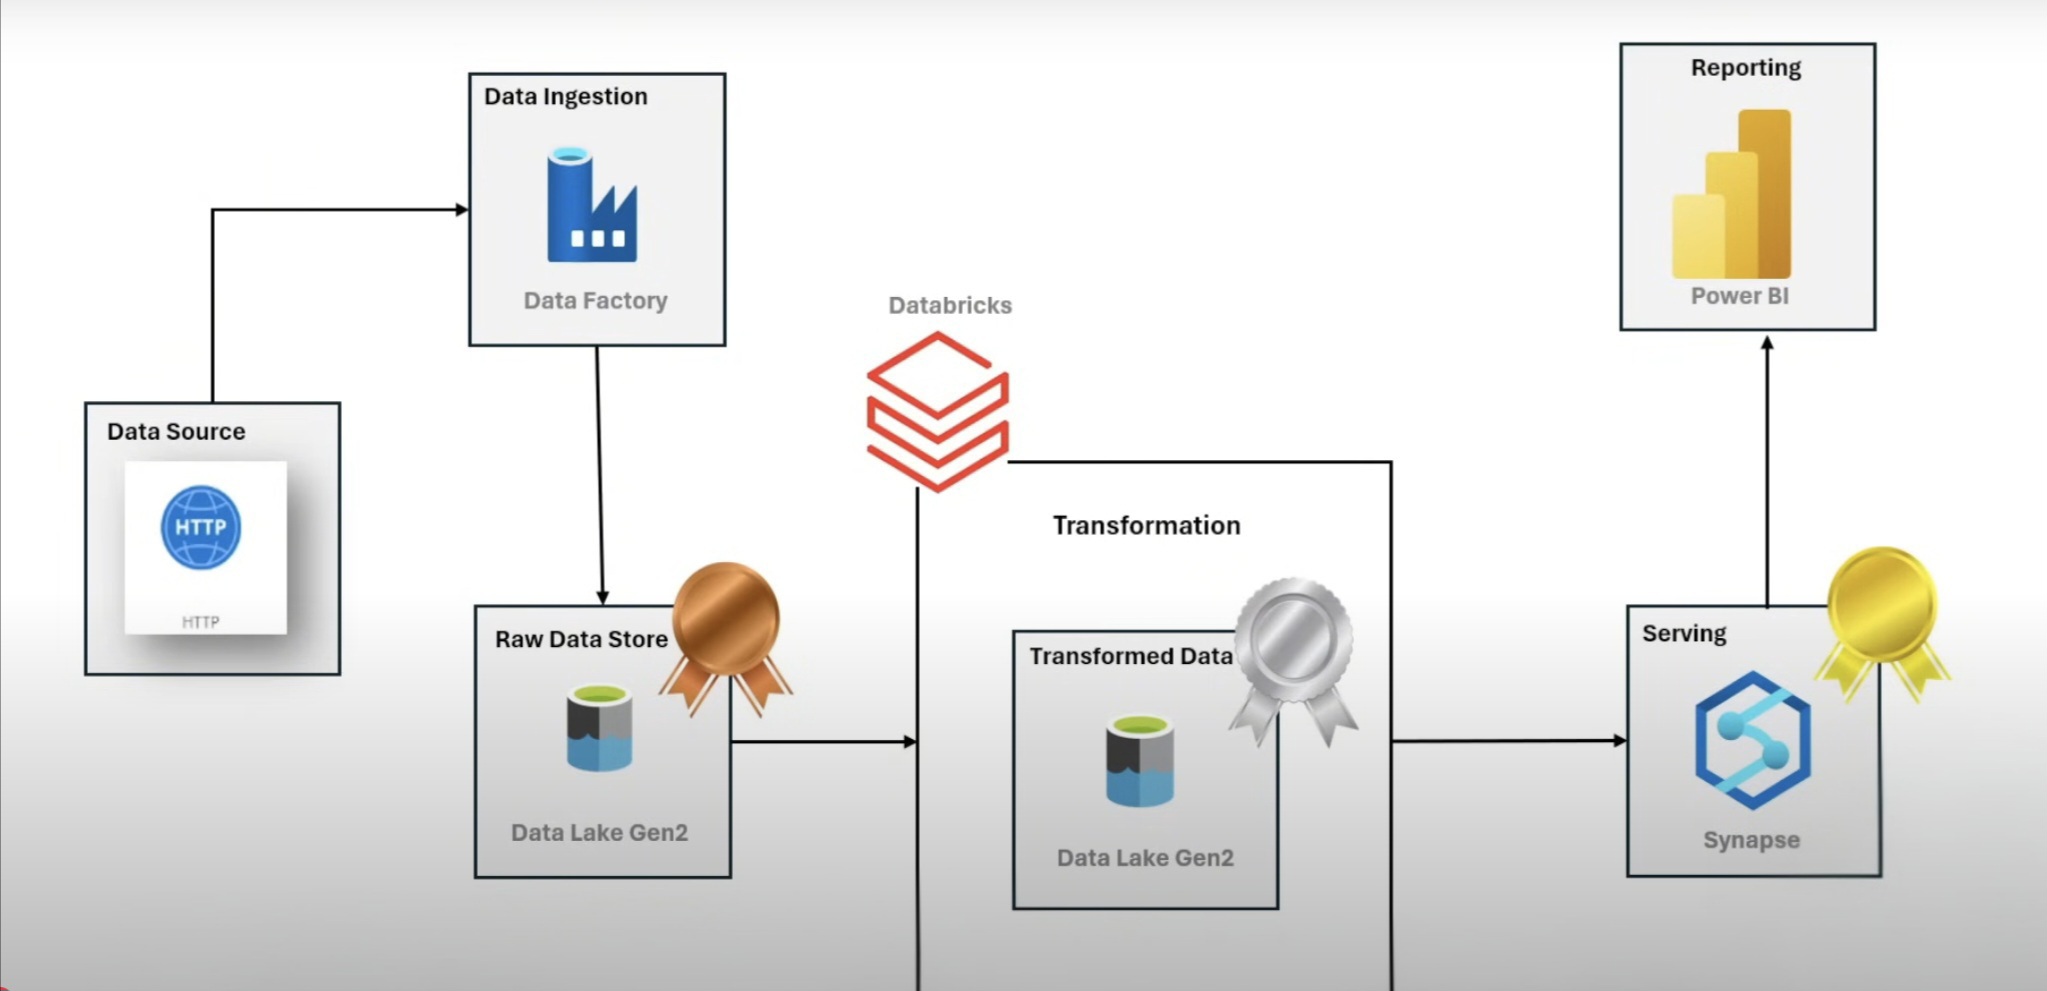 Data Ingestion
Data Factory
Data Source
HTTP
HTTP
Raw Data Store
Data Lake Gen2
Databricks
Transformation
Transformed Data
Data Lake Gen2
Reporting
Power BI
Serving
Synapse